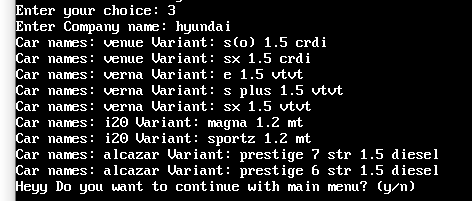 Enter your choice: 3
Enter Company name: hyundai
Car names: venue Variant: s(o) 1.5 crdi
Car names: venue Variant: sx 1.5 crdi
Car names: verna Variant: e 1.5 vtvt
Car names: verna Variant: s plus 1.5 vtvt
Car names: verna Variant: sx 1.5 vtvt
Car names: i20 Variant: magna 1.2 mt
Car names: i20 Variant: sportz 1.2 mt
Car names: alcazar Variant: prestige 7 str 1.5 diesel
Car names: alcazar Variant: prestige 6 str 1.5 diesel
Heyy Do you want to continue with main menu? (y/n)